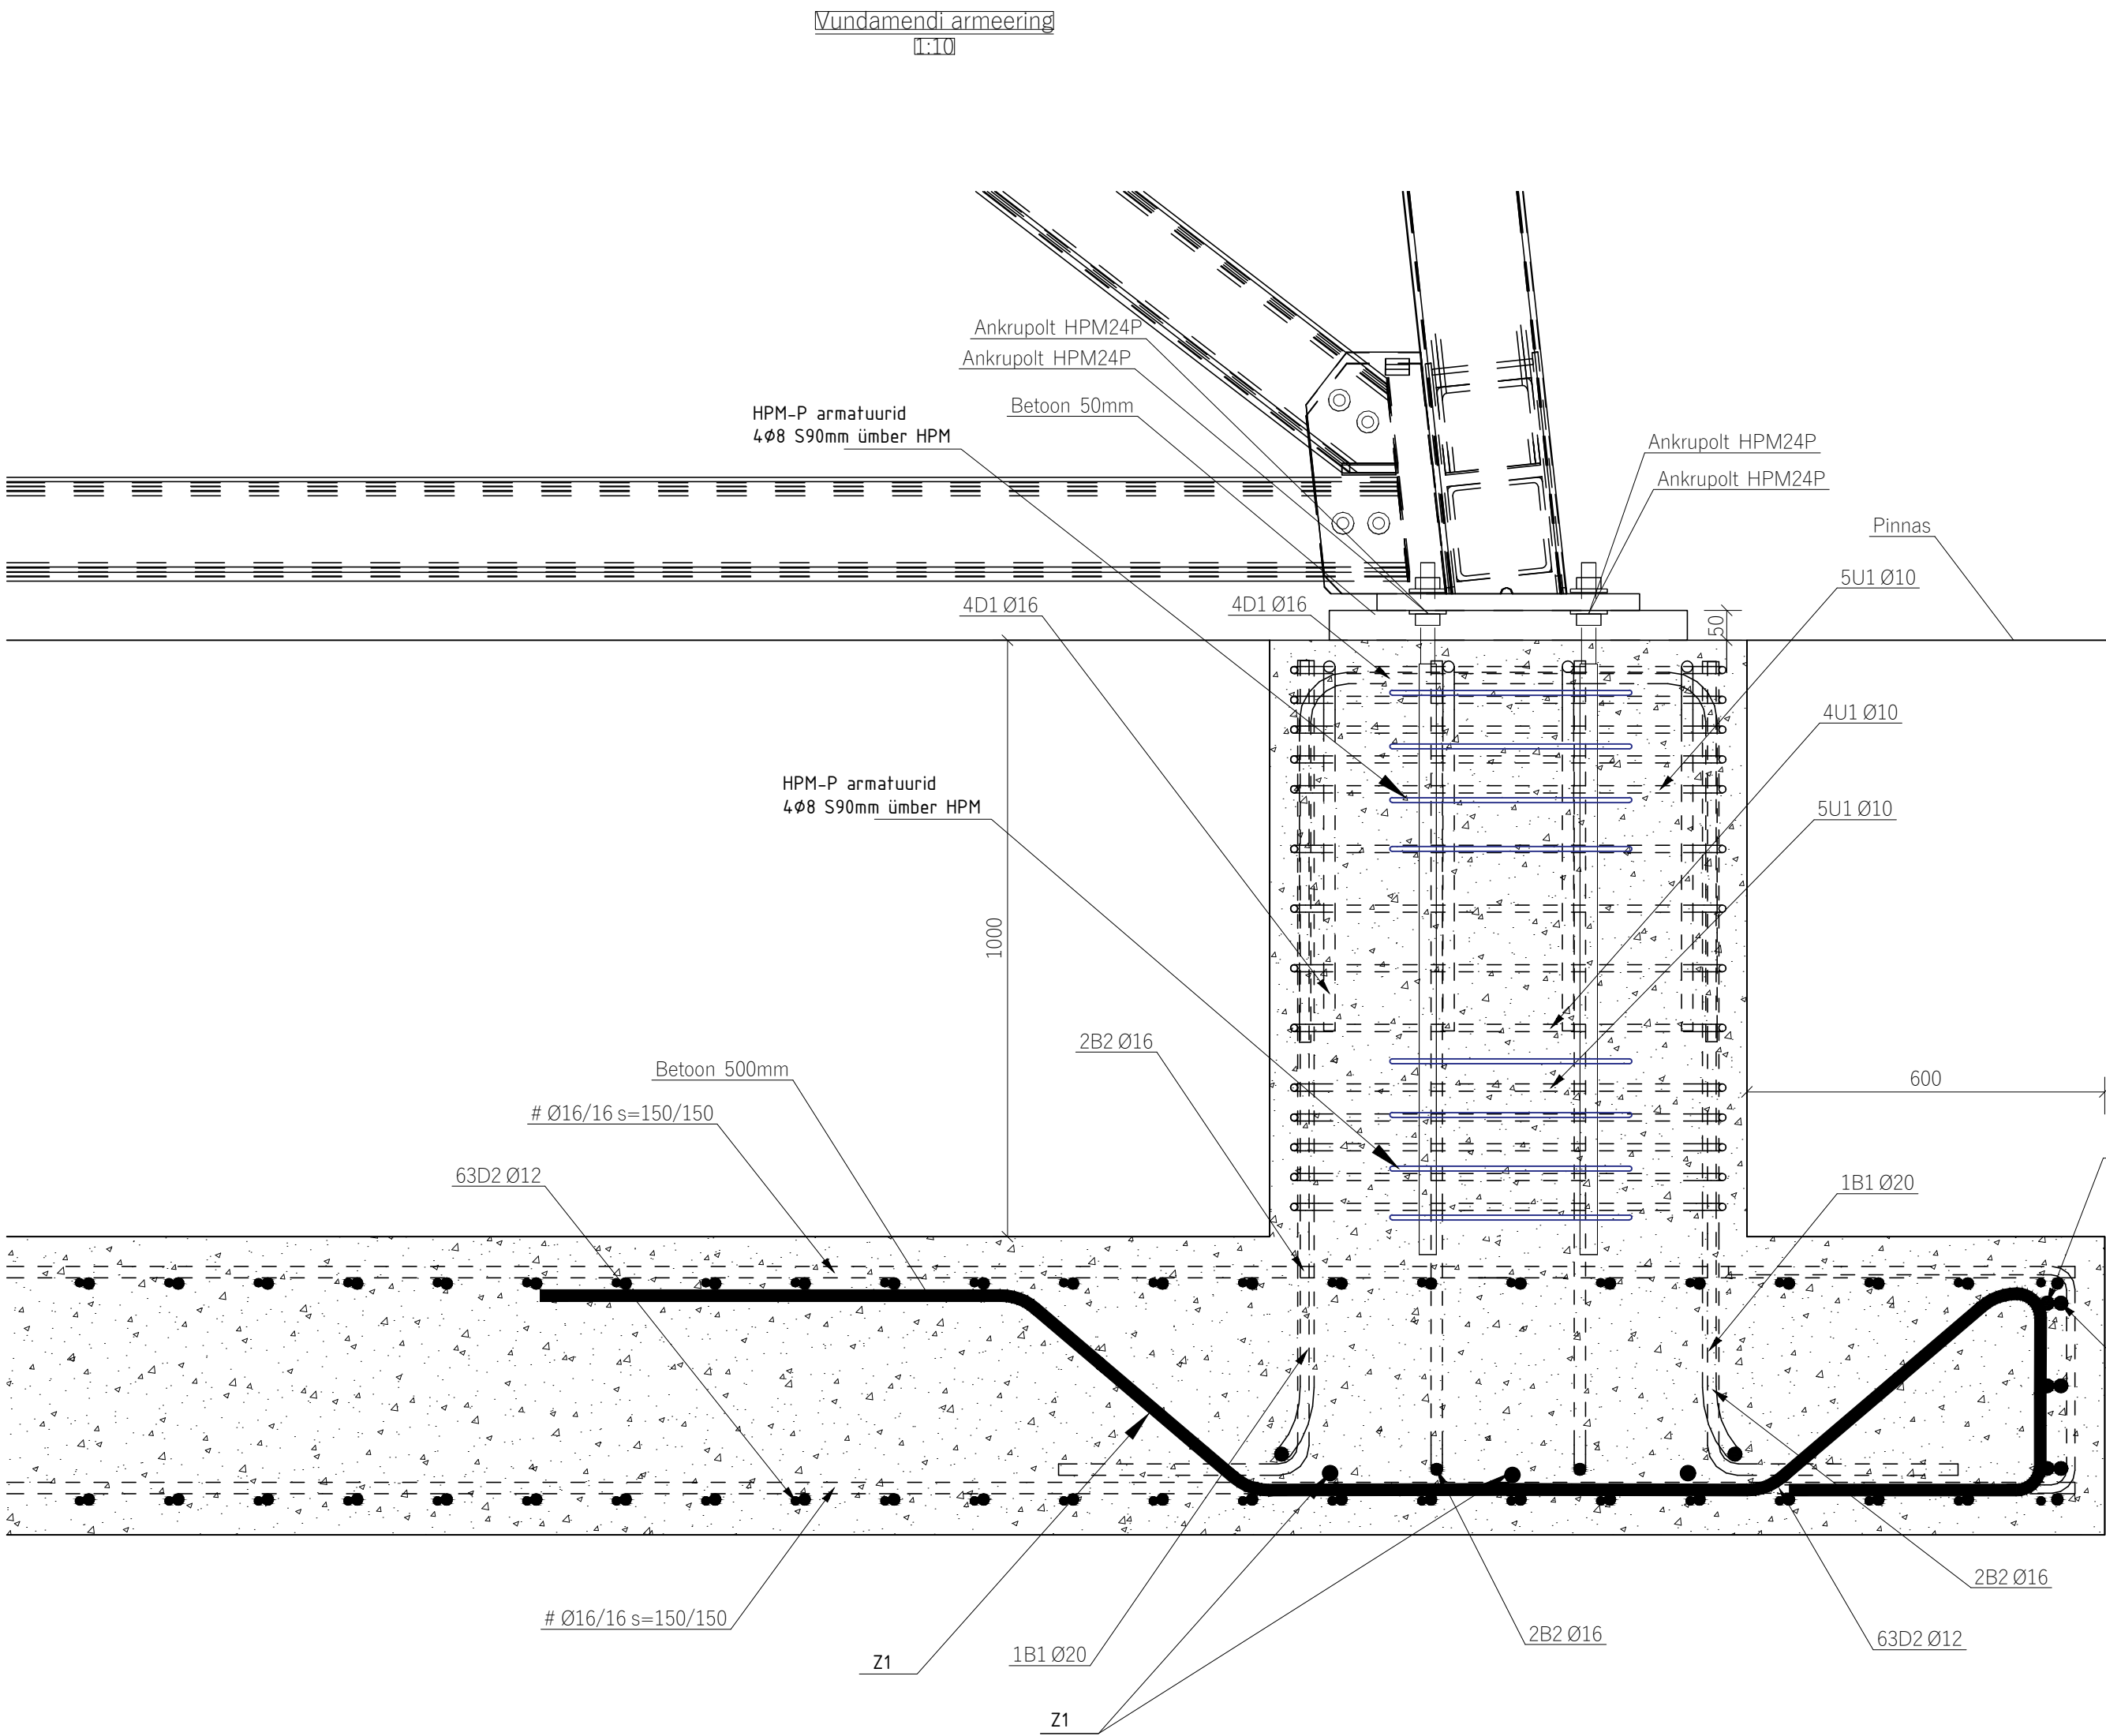 Vundamendi armeering
1:10
Ankrupolt HPM24P
Ankrupolt HPM24P
Betoon 50mm
HPM-P armatuurid
4Ø8 S90mm ümber HPM
Ankrupolt HPM24P
Ankrupolt HPM24P
Pinnas
5U1 Ø10
4D1 Ø16
4D1 Ø16
50
4U1 Ø10
HPM-P armatuurid
4Ø8 S90mm ümber HPM
5U1 Ø10
1000
2B2 Ø16
Betoon 500mm
600
# Ø16/16 s=150/150
63D2 Ø12
1B1 Ø20
2B2 Ø16
# Ø16/16 s=150/150
2B2 Ø16
63D2 Ø12
1B1 Ø20
Z1
Z1